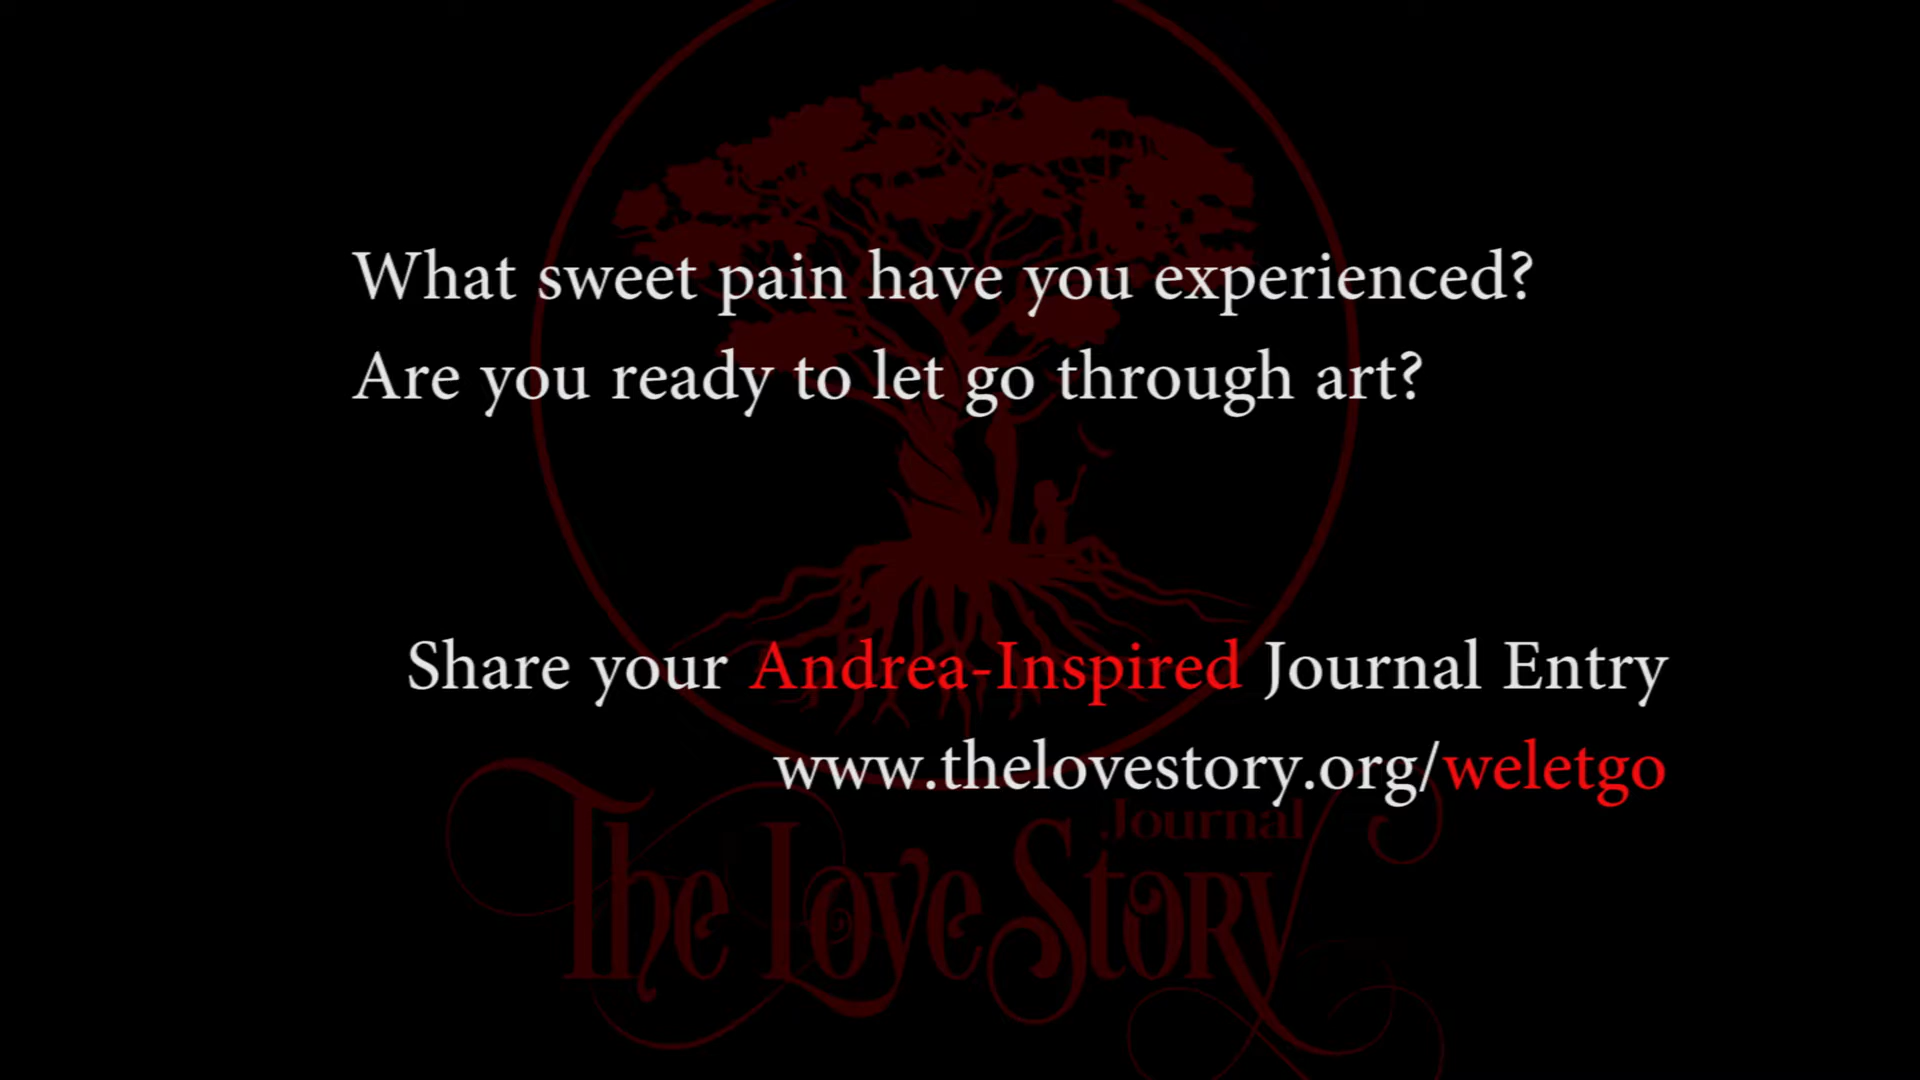 What sweet pain have you experienced?
Are you ready to let go through art?
Share your Andrea-Inspired Journal Entry
www.thelovestory.org/weletgo
Journal
The Love Story